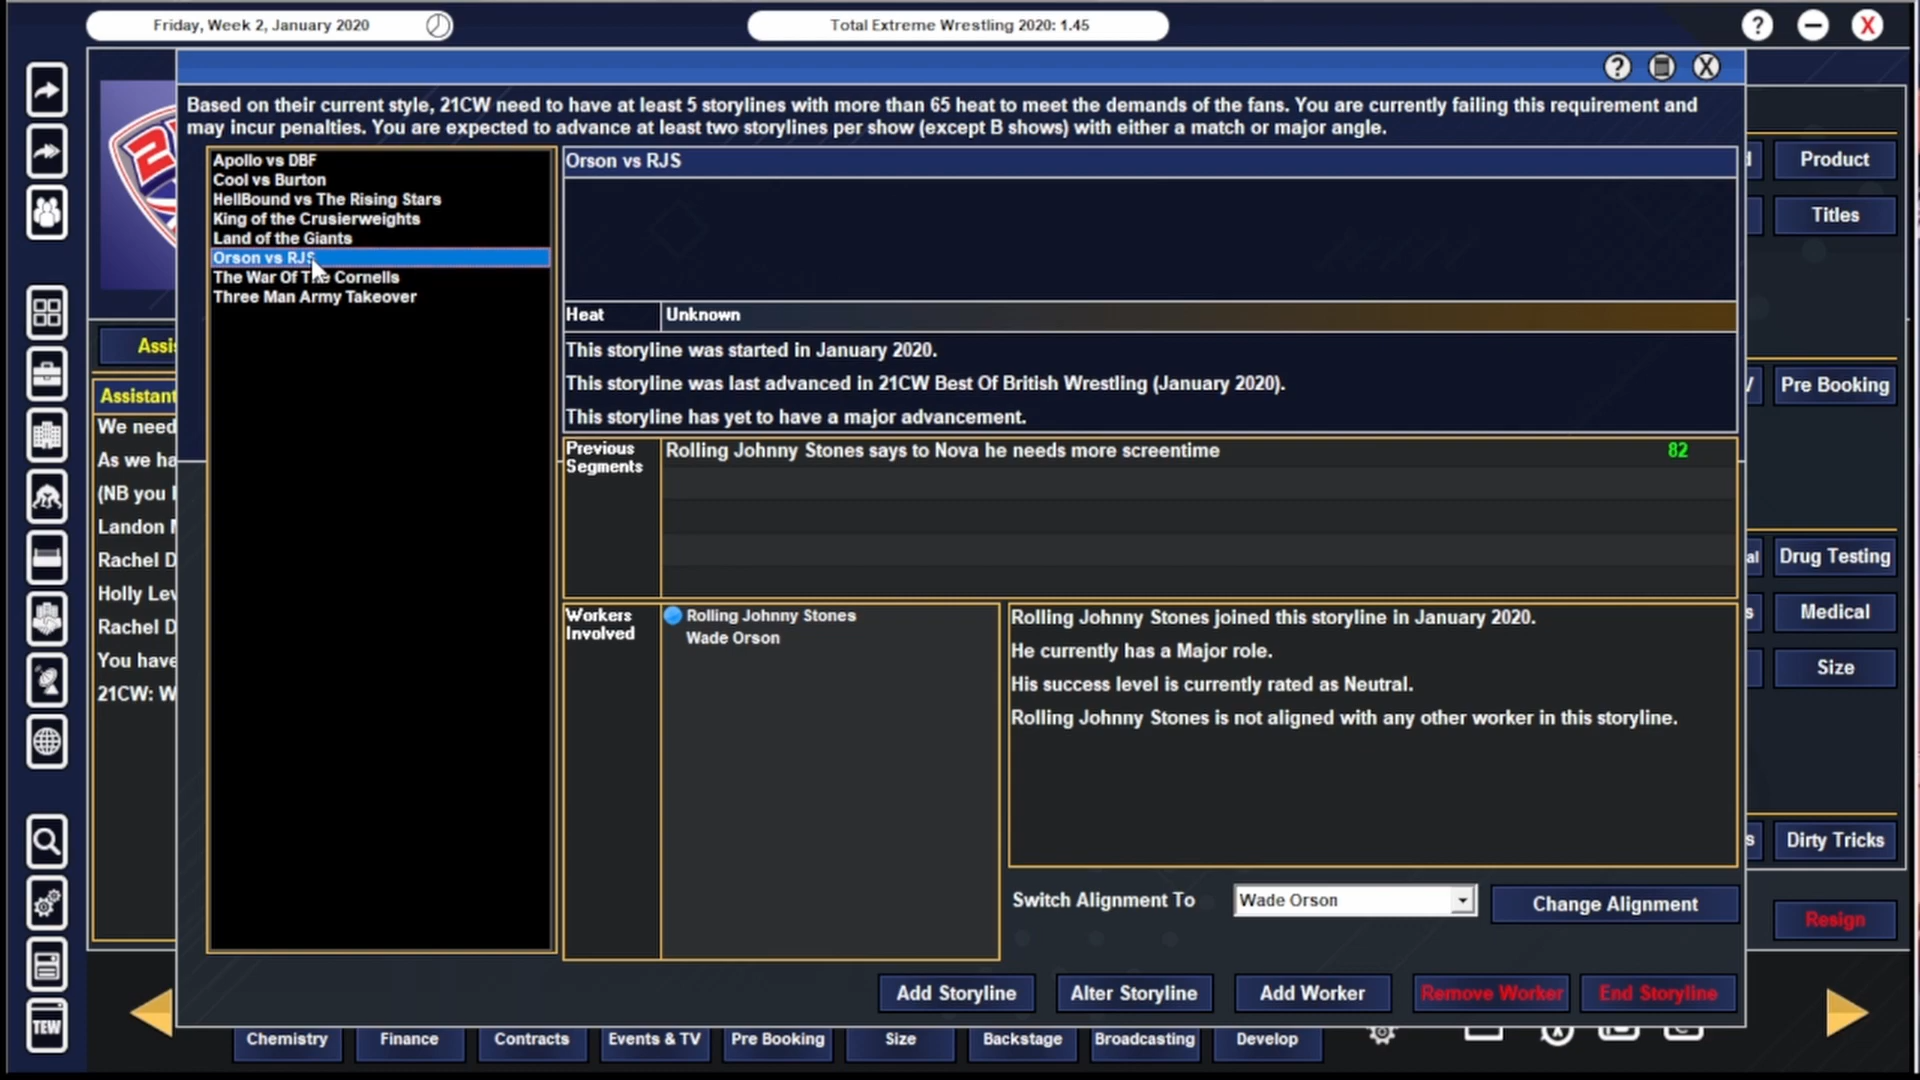 Friday, Week 2, January 2020
Total Extreme Wrestling 2020: 1.45
?
X
?
X
Based on their current style, 21CW need to have at least 5 storylines with more than 65 heat to meet the demands of the fans. You are currently failing this requirement and
may incur penalties. You are expected to advance at least two storylines per show (except B shows) with either a match or major angle.
Apollo vs DBF
Cool vs Burton
HellBound vs The Rising Stars
King of the Crusierweights
Land of the Giants
Orson vs RJS
The War Of The Cornells
Three Man Army Takeover
Orson vs RJS
Heat
Unknown
This storyline was started in January 2020.
This storyline was last advanced in 21CW Best Of British Wrestling (January 2020).
This storyline has yet to have a major advancement.
Previous
Segments
Rolling Johnny Stones says to Nova he needs more screentime
82
Workers
Involved
Rolling Johnny Stones
Wade Orson
Rolling Johnny Stones joined this storyline in January 2020.
He currently has a Major role.
His success level is currently rated as Neutral.
Rolling Johnny Stones is not aligned with any other worker in this storyline.
Switch Alignment To
Wade Orson
Change Alignment
Add Storyline
Alter Storyline
Add Worker
Remove Worker
End Storyline
Assi
Assistant
We need
As we ha
(NB you
Landon
Rachel D
Holly Lev
Rachel D
You have
21CW: W
Product
Titles
Pre Booking
Drug Testing
Medical
Size
Dirty Tricks
Resign
TEW
Chemistry
Finance
Contracts
Events & TV
Pre Booking
Size
Backstage
Broadcasting
Develop